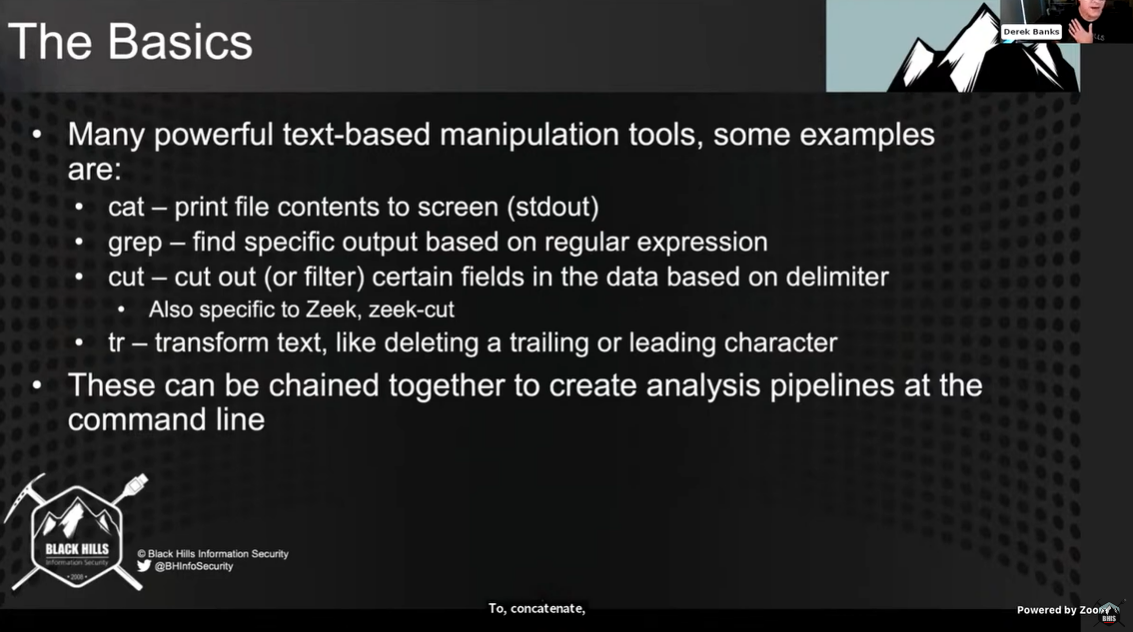 The Basics
Derek Banks
• Many powerful text-based manipulation tools, some examples
are:
• cat – print file contents to screen (stdout)
• grep – find specific output based on regular expression
• cut – cut out (or filter) certain fields in the data based on delimiter
• Also specific to Zeek, zeek-cut
• tr – transform text, like deleting a trailing or leading character
• These can be chained together to create analysis pipelines at the
command line
BLACK HILLS
Information Security
• 2008 •
© Black Hills Information Security
@BHInfoSecurity
To, concatenate,
Powered by Zoom
BHIS